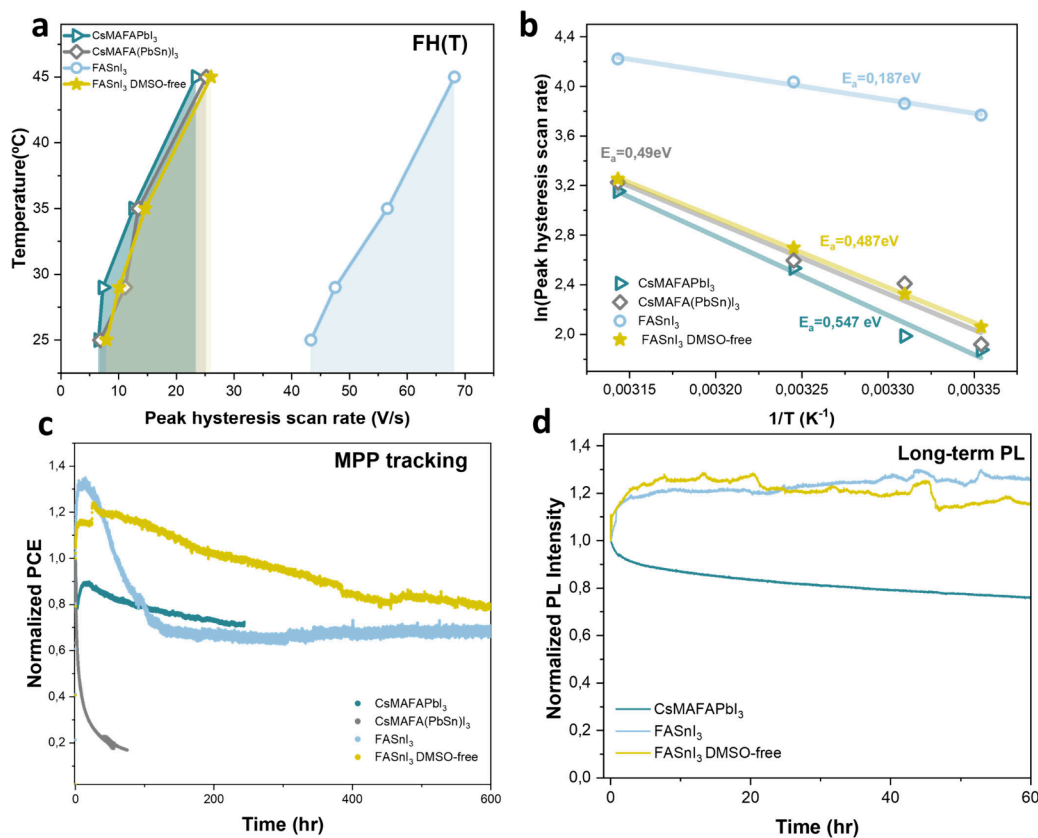 a
CsMAFAPbI₃
CsMAFA(PbSn)I₃
FASnI₃
FASnI₃ DMSO-free
FH(T)
45
40
35
30
25
Temperature(ºC)
0 10 20 30 40 50 60 70
Peak hysteresis scan rate (V/s)
b
4,4
3,6
3,2
2,4
2,0
ln(Peak hysteresis scan rate)
Eₐ=0,187eV
Eₐ=0,49eV
Eₐ=0,487eV
Eₐ=0,547 eV
CsMAFAPbI₃
CsMAFA(PbSn)I₃
FASnI₃
FASnI₃ DMSO-free
0,00315 0,00320 0,00325 0,00330 0,00335
1/T (K⁻¹)
c
MPP tracking
1,4
1,2
1,0
0,8
0,6
0,4
0,2
Normalized PCE
CsMAFAPbI₃
CsMAFA(PbSn)I₃
FASnI₃
FASnI₃ DMSO-free
0 200 400 600
Time (hr)
d
Long-term PL
1,4
1,2
1,0
0,8
0,6
0,4
0,2
0,0
Normalized PL Intensity
CsMAFAPbI₃
FASnI₃
FASnI₃ DMSO-free
0 20 40 60
Time (hr)